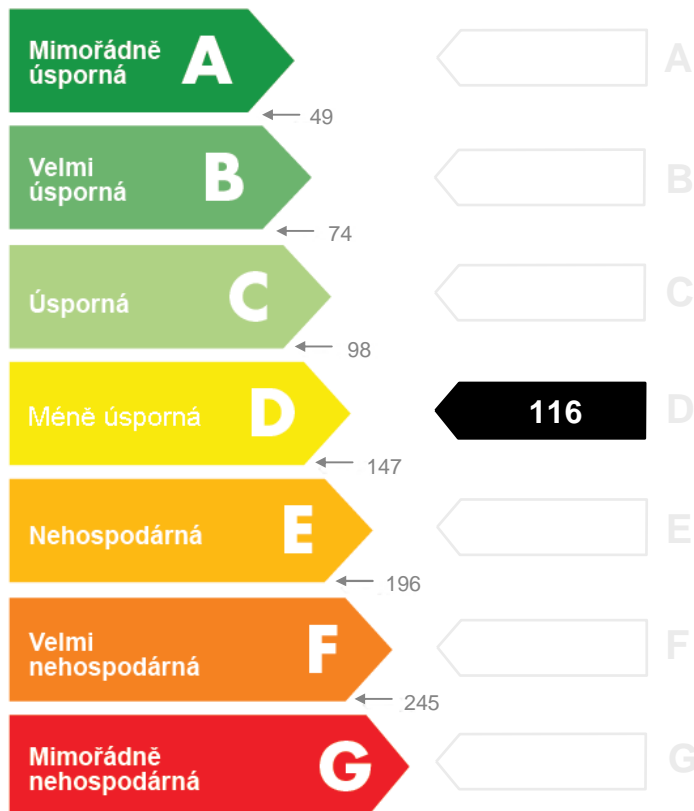 Mimořádně
úsporná
A
A
49
Velmi
úsporná
B
B
74
Úsporná
C
C
98
Méně úsporná
D
116
D
147
Nehospodárná
E
E
196
Velmi
nehospodárná
F
F
245
Mimořádně
nehospodárná
G
G